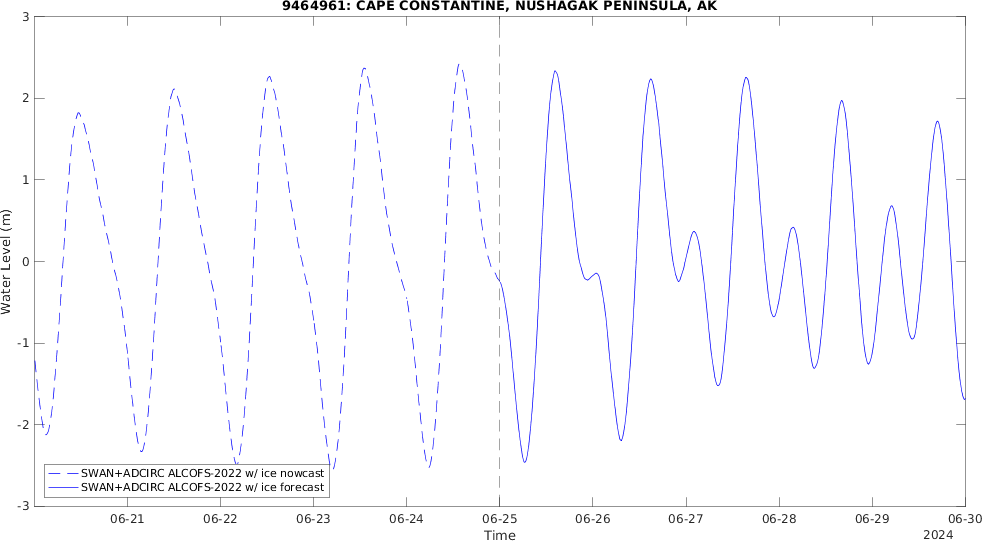 9464961: CAPE CONSTANTINE, NUSHAGAK PENINSULA, AK
3
2
1
0
-1
-2
-3
Water Level (m)
SWAN+ADCIRC ALCOFS-2022 w/ ice nowcast
SWAN+ADCIRC ALCOFS-2022 w/ ice forecast
06-21 06-22 06-23 06-24 06-25 06-26 06-27 06-28 06-29 06-30
Time
2024